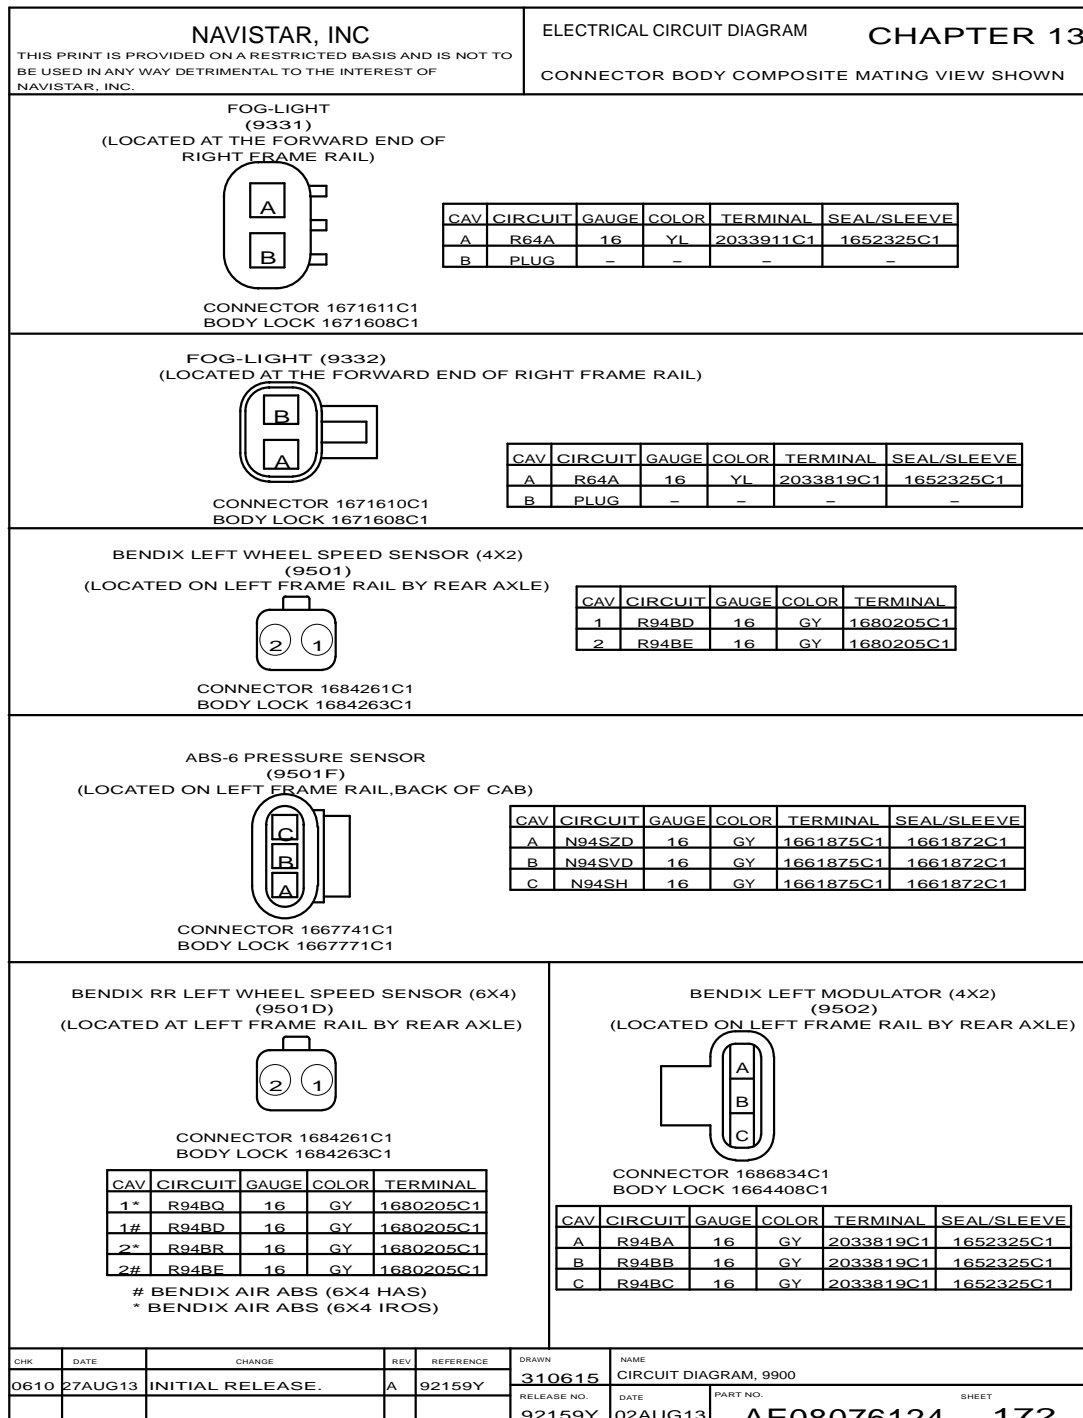 NAVISTAR, INC
THIS PRINT IS PROVIDED ON A RESTRICTED BASIS AND IS NOT TO
BE USED IN ANY WAY DETRIMENTAL TO THE INTEREST OF
NAVISTAR, INC.
ELECTRICAL CIRCUIT DIAGRAM CHAPTER 13
CONNECTOR BODY COMPOSITE MATING VIEW SHOWN
FOG-LIGHT
(9331)
(LOCATED AT THE FORWARD END OF
RIGHT FRAME RAIL)
A
B
CONNECTOR 1671611C1
BODY LOCK 1671608C1
CAV CIRCUIT GAUGE COLOR TERMINAL SEAL/SLEEVE
A R64A 16 YL 2033911C1 1652325C1
B PLUG – – – –
FOG-LIGHT (9332)
(LOCATED AT THE FORWARD END OF RIGHT FRAME RAIL)
B
A
CONNECTOR 1671610C1
BODY LOCK 1671608C1
CAV CIRCUIT GAUGE COLOR TERMINAL SEAL/SLEEVE
A R64A 16 YL 2033819C1 1652325C1
B PLUG – – – –
BENDIX LEFT WHEEL SPEED SENSOR (4X2)
(9501)
(LOCATED ON LEFT FRAME RAIL BY REAR AXLE)
2 1
CONNECTOR 1684261C1
BODY LOCK 1684263C1
CAV CIRCUIT GAUGE COLOR TERMINAL
1 R94BD 16 GY 1680205C1
2 R94BE 16 GY 1680205C1
ABS-6 PRESSURE SENSOR
(9501F)
(LOCATED ON LEFT FRAME RAIL,BACK OF CAB)
C
B
A
CONNECTOR 1667741C1
BODY LOCK 1667771C1
CAV CIRCUIT GAUGE COLOR TERMINAL SEAL/SLEEVE
A N94SZD 16 GY 1661875C1 1661872C1
B N94SVD 16 GY 1661875C1 1661872C1
C N94SH 16 GY 1661875C1 1661872C1
BENDIX RR LEFT WHEEL SPEED SENSOR (6X4)
(9501D)
(LOCATED AT LEFT FRAME RAIL BY REAR AXLE)
2 1
CONNECTOR 1684261C1
BODY LOCK 1684263C1
CAV CIRCUIT GAUGE COLOR TERMINAL
1* R94BQ 16 GY 1680205C1
1# R94BD 16 GY 1680205C1
2* R94BR 16 GY 1680205C1
2# R94BE 16 GY 1680205C1
# BENDIX AIR ABS (6X4 HAS)
* BENDIX AIR ABS (6X4 IROS)
BENDIX LEFT MODULATOR (4X2)
(9502)
(LOCATED ON LEFT FRAME RAIL BY REAR AXLE)
A
B
C
CONNECTOR 1686834C1
BODY LOCK 1664408C1
CAV CIRCUIT GAUGE COLOR TERMINAL SEAL/SLEEVE
A R94BA 16 GY 2033819C1 1652325C1
B R94BB 16 GY 2033819C1 1652325C1
C R94BC 16 GY 2033819C1 1652325C1
CHK DATE CHANGE REV REFERENCE
0610 27AUG13 INITIAL RELEASE. A 92159Y
DRAWN
310615
NAME
CIRCUIT DIAGRAM, 9900
RELEASE NO.
92159Y
DATE
02AUG13
PART NO.
AE08076124
SHEET
172